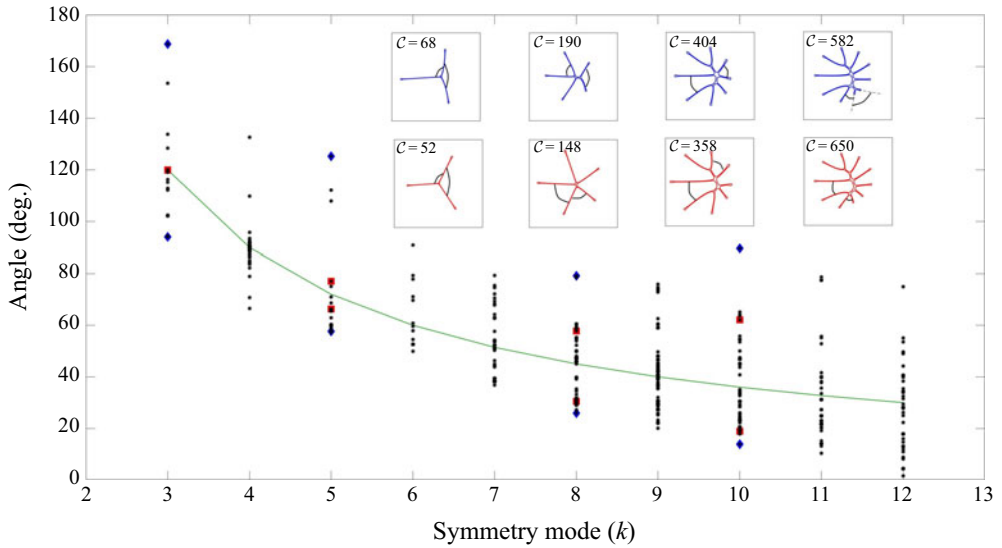 180
160
140
120
100
80
60
40
20
0
Angle (deg.)
𝒞 = 68
𝒞 = 190
𝒞 = 404
𝒞 = 582
𝒞 = 52
𝒞 = 148
𝒞 = 358
𝒞 = 650
2
3
4
5
6
7
8
9
10
11
12
13
Symmetry mode (k)